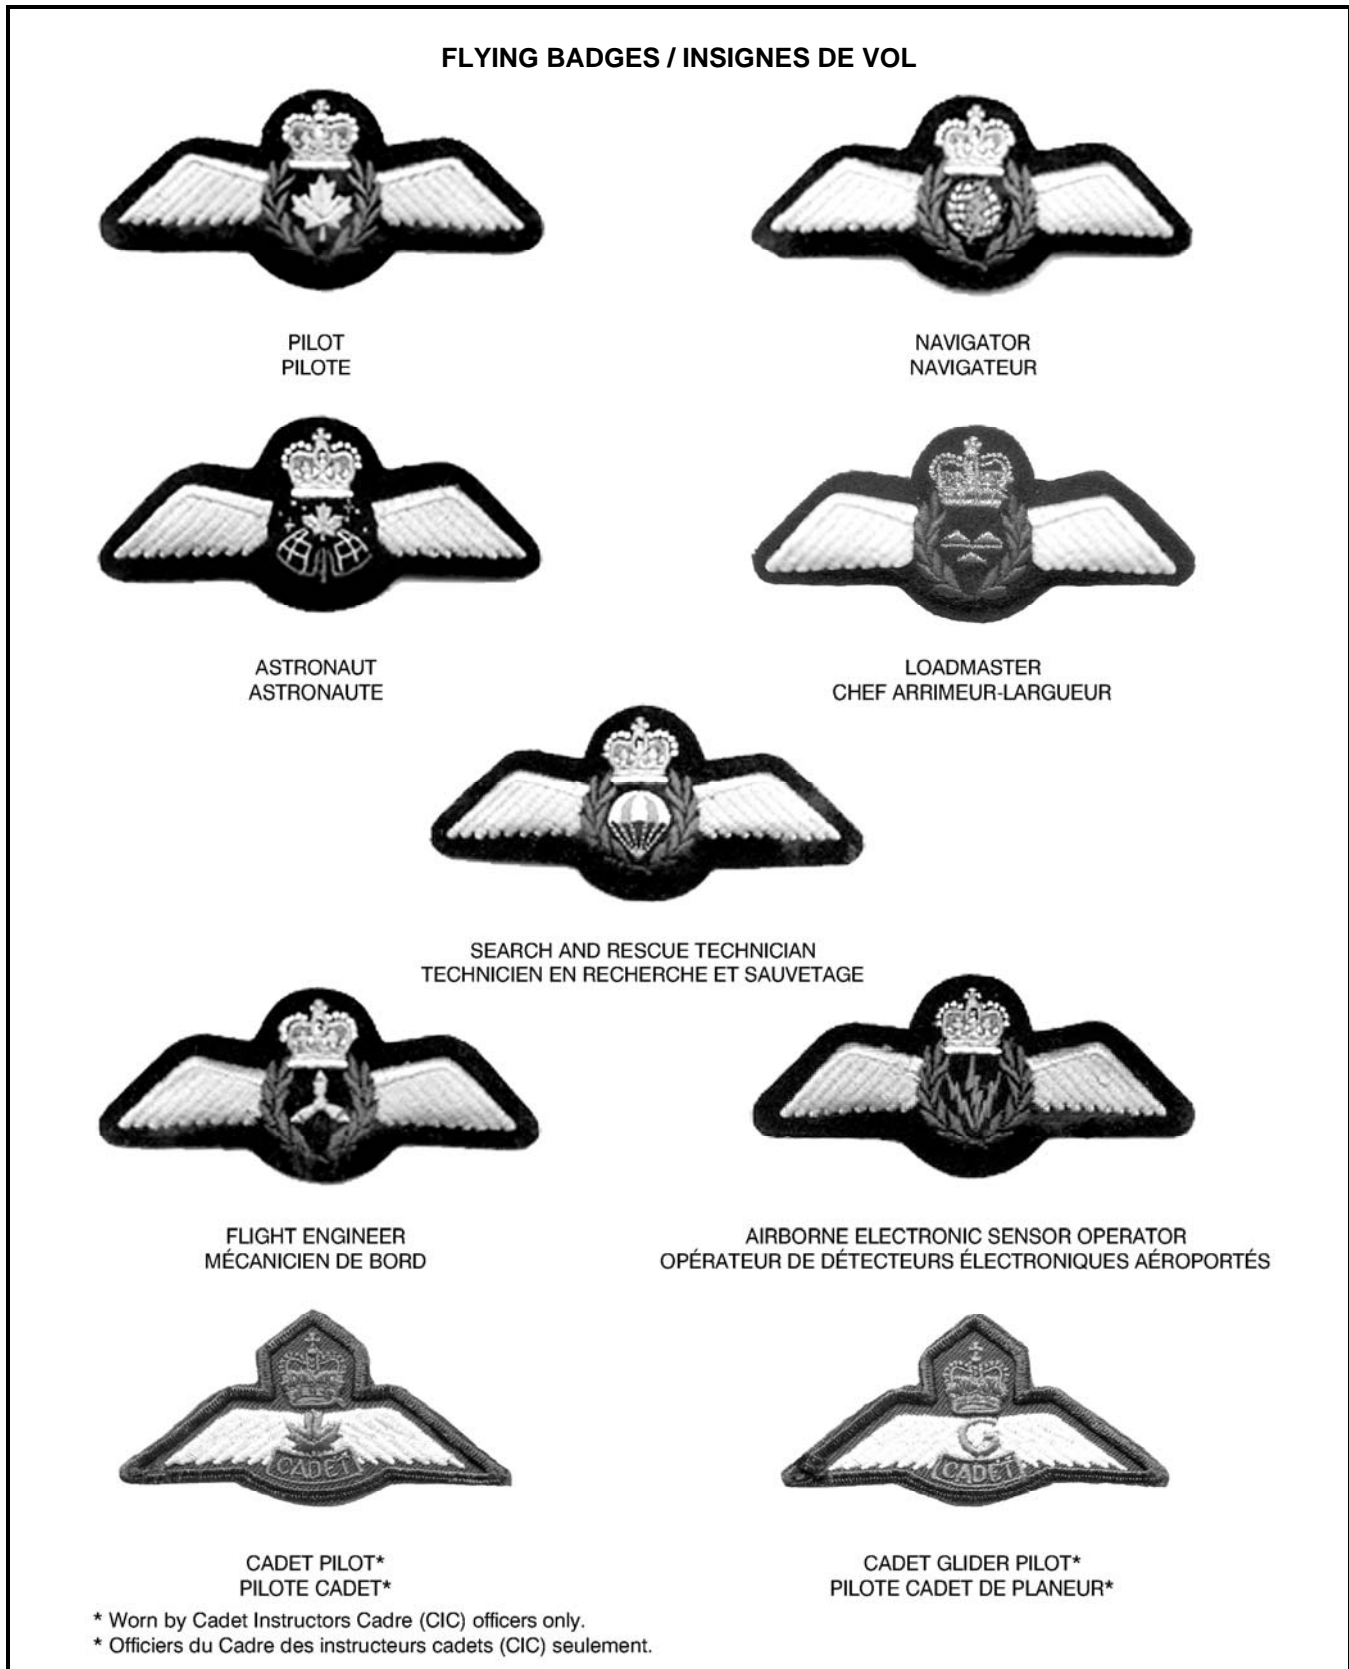 FLYING BADGES / INSIGNES DE VOL
PILOT
PILOTE
NAVIGATOR
NAVIGATEUR
ASTRONAUT
ASTRONAUTE
LOADMASTER
CHEF ARRIMEUR-LARGUEUR
SEARCH AND RESCUE TECHNICIAN
TECHNICIEN EN RECHERCHE ET SAUVETAGE
FLIGHT ENGINEER
MÉCANICIEN DE BORD
AIRBORNE ELECTRONIC SENSOR OPERATOR
OPÉRATEUR DE DÉTECTEURS ÉLECTRONIQUES AÉROPORTÉS
CADET
G
CADET
CADET PILOT*
PILOTE CADET*
CADET GLIDER PILOT*
PILOTE CADET DE PLANEUR*
* Worn by Cadet Instructors Cadre (CIC) officers only.
* Officiers du Cadre des instructeurs cadets (CIC) seulement.